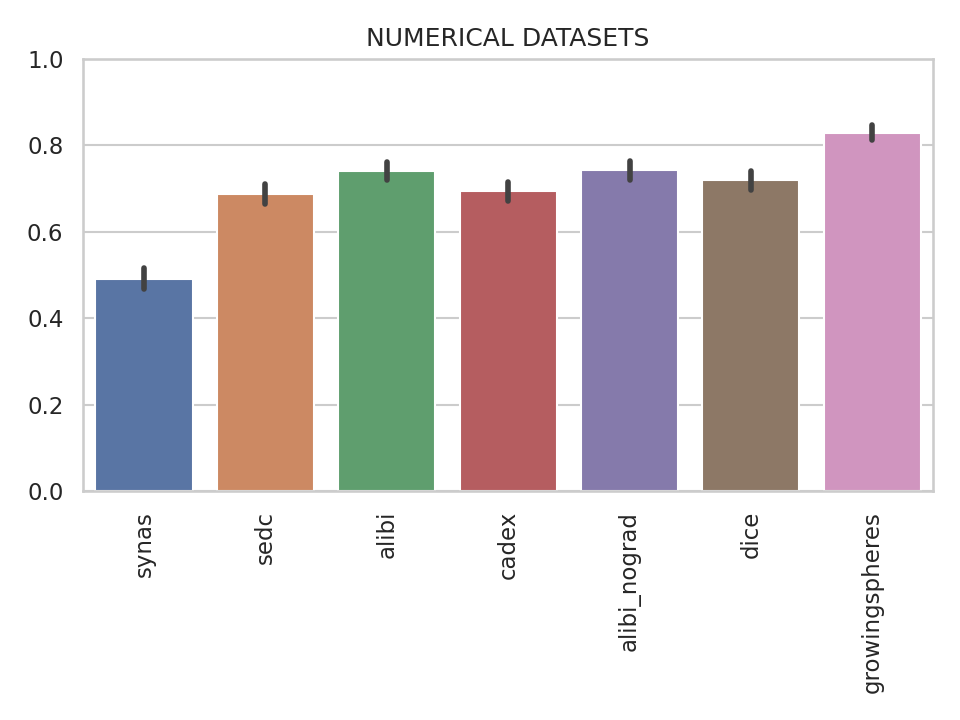 NUMERICAL DATASETS
1.0
0.8
0.6
0.4
0.2
0.0
synas
sedc
alibi
cadex
alibi_nograd
dice
growingspheres